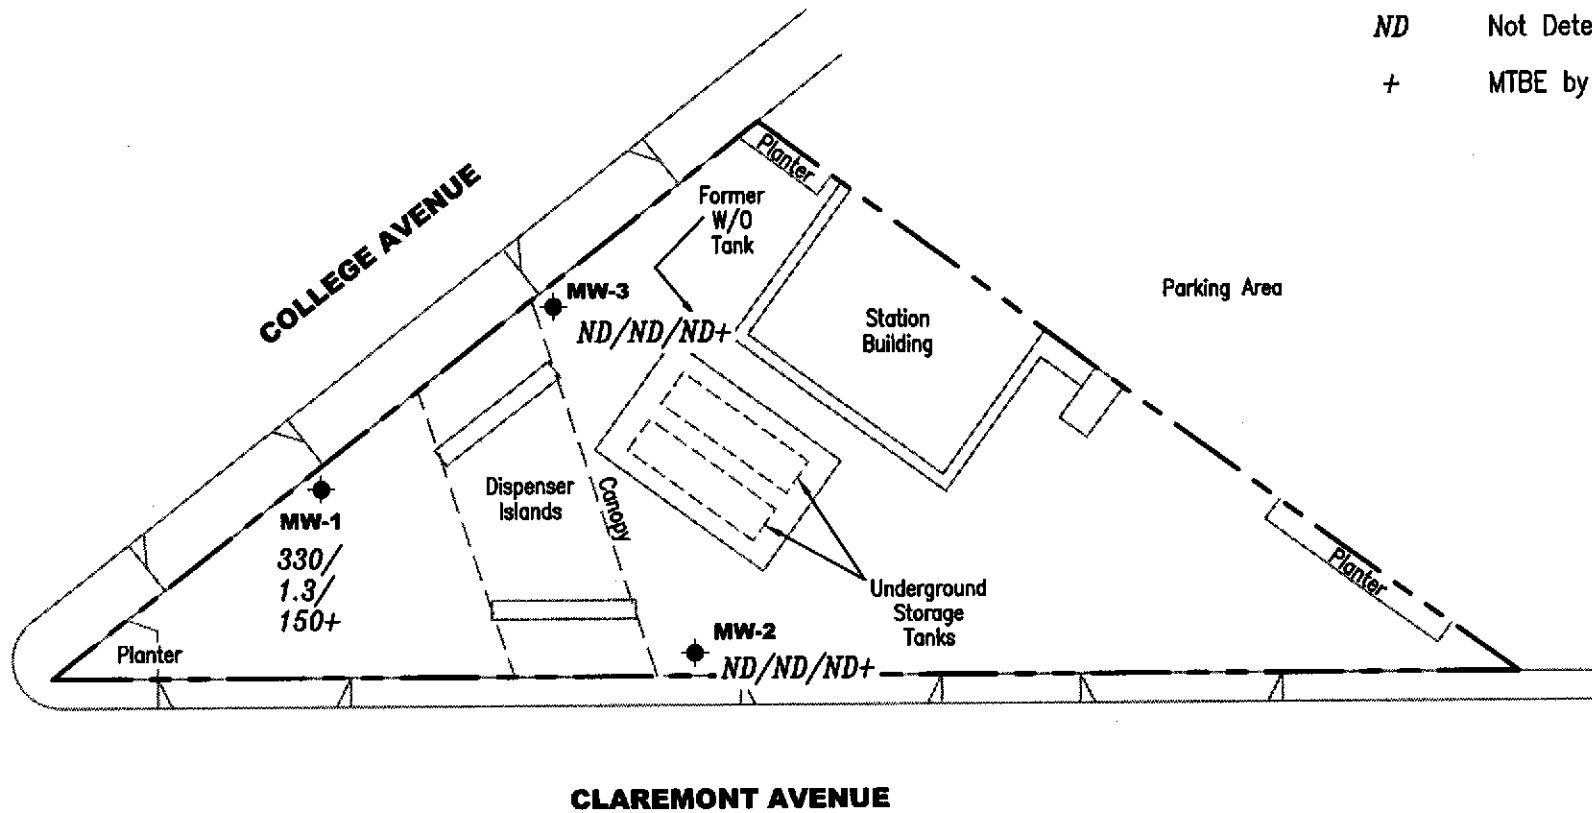 ND Not Dete
+ MTBE by
COLLEGE AVENUE
Planter
Former
W/O
Tank
Parking Area
MW-3
ND/ND/ND+
Station
Building
Dispenser
Islands
Canopy
MW-1
330/
1.3/
150+
Planter
Underground
Storage
Tanks
Planter
MW-2
ND/ND/ND+
CLAREMONT AVENUE